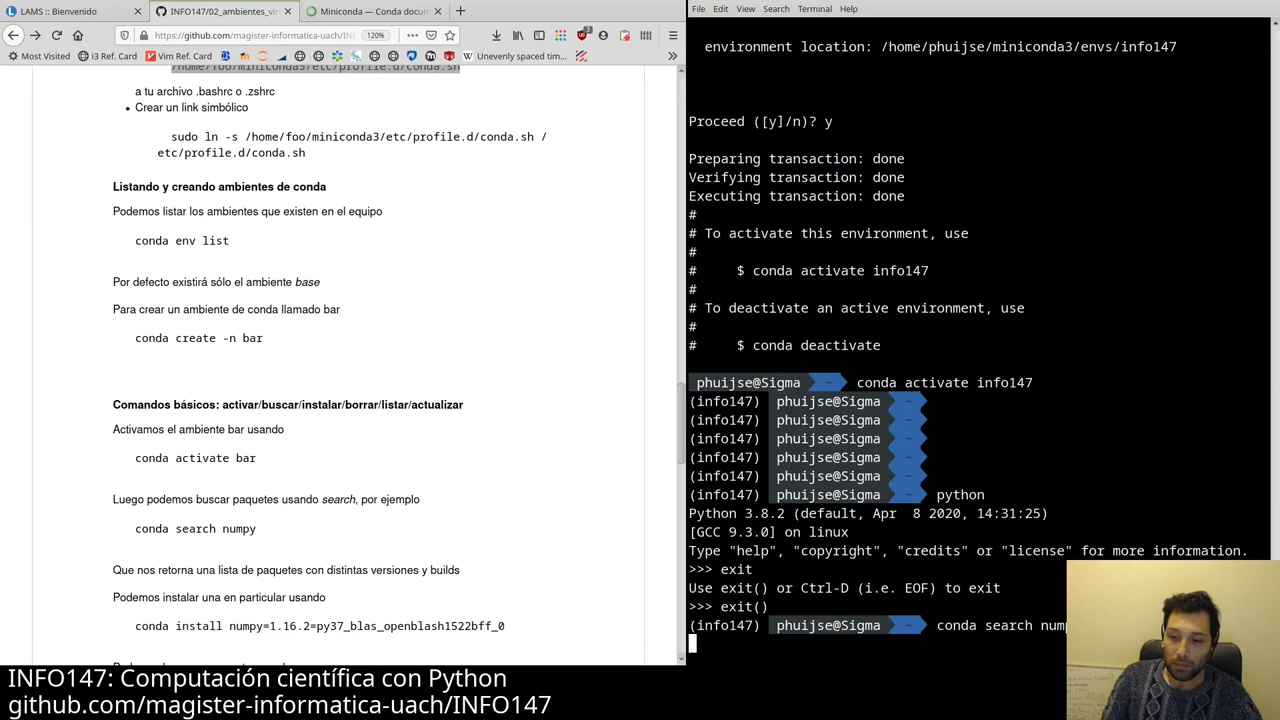 LAMS :: Bienvenido
INFO147/02_ambientes_vi
Miniconda — Conda docu
https://github.com/magister-informatica-uach/IN
120%
Most Visited
i3 Ref. Card
Vim Ref. Card
Unevenly spaced tim…
/home/foo/miniconda3/etc/profile.d/conda.sh
a tu archivo .bashrc o .zshrc
• Crear un link simbólico
sudo ln -s /home/foo/miniconda3/etc/profile.d/conda.sh /
etc/profile.d/conda.sh
Listando y creando ambientes de conda
Podemos listar los ambientes que existen en el equipo
conda env list
Por defecto existirá sólo el ambiente base
Para crear un ambiente de conda llamado bar
conda create -n bar
Comandos básicos: activar/buscar/instalar/borrar/listar/actualizar
Activamos el ambiente bar usando
conda activate bar
Luego podemos buscar paquetes usando search, por ejemplo
conda search numpy
Que nos retorna una lista de paquetes con distintas versiones y builds
Podemos instalar una en particular usando
conda install numpy=1.16.2=py37_blas_openblash1522bff_0
File Edit View Search Terminal Help
environment location: /home/phuijse/miniconda3/envs/info147
Proceed ([y]/n)? y
Preparing transaction: done
Verifying transaction: done
Executing transaction: done
#
# To activate this environment, use
#
#     $ conda activate info147
#
# To deactivate an active environment, use
#
#     $ conda deactivate
phuijse@Sigma ~ conda activate info147
(info147) phuijse@Sigma ~
(info147) phuijse@Sigma ~
(info147) phuijse@Sigma ~
(info147) phuijse@Sigma ~
(info147) phuijse@Sigma ~
(info147) phuijse@Sigma ~ python
Python 3.8.2 (default, Apr  8 2020, 14:31:25)
[GCC 9.3.0] on linux
Type "help", "copyright", "credits" or "license" for more information.
>>> exit
Use exit() or Ctrl-D (i.e. EOF) to exit
>>> exit()
(info147) phuijse@Sigma ~ conda search num
INFO147: Computación científica con Python
github.com/magister-informatica-uach/INFO147